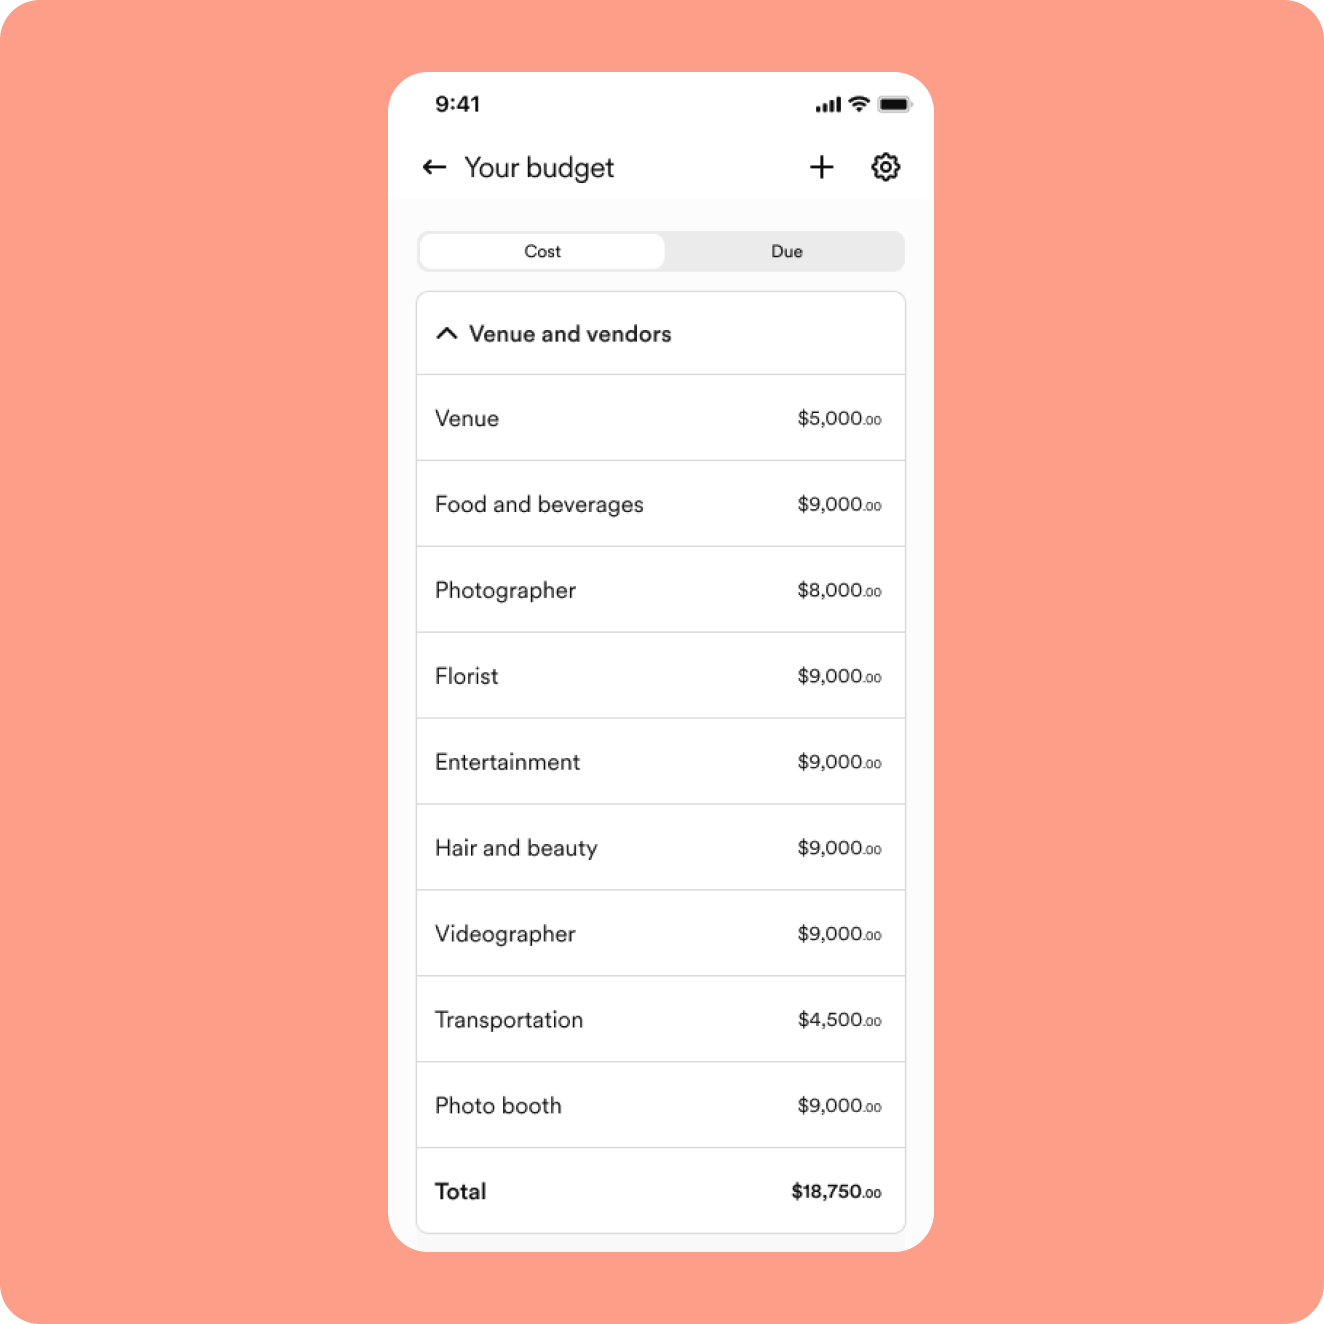 9:41
Your budget
Cost Due
Venue and vendors
Venue $5,000.00
Food and beverages $9,000.00
Photographer $8,000.00
Florist $9,000.00
Entertainment $9,000.00
Hair and beauty $9,000.00
Videographer $9,000.00
Transportation $4,500.00
Photo booth $9,000.00
Total $18,750.00